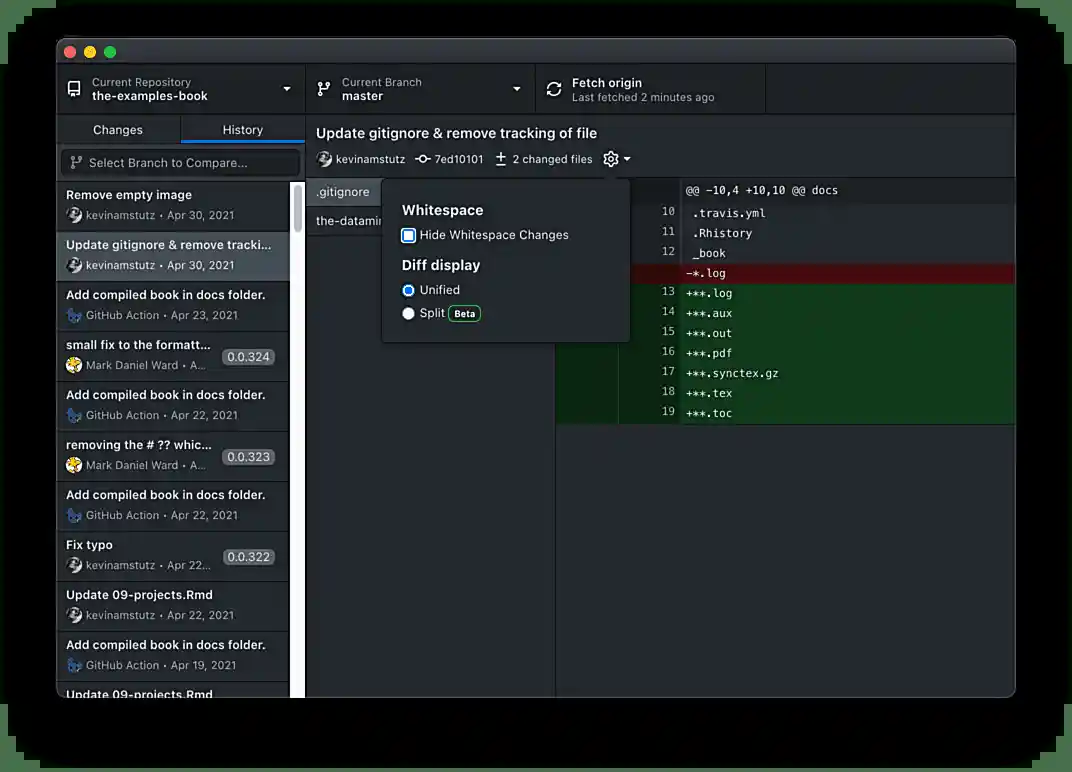 Current Repository
the-examples-book
Current Branch
master
Fetch origin
Last fetched 2 minutes ago
Changes
History
Select Branch to Compare...
Remove empty image
kevinamstutz • Apr 30, 2021
Update gitignore & remove tracki...
kevinamstutz • Apr 30, 2021
Add compiled book in docs folder.
GitHub Action • Apr 23, 2021
small fix to the formatt...
Mark Daniel Ward • A...
0.0.324
Add compiled book in docs folder.
GitHub Action • Apr 22, 2021
removing the # ?? whic...
Mark Daniel Ward • A...
0.0.323
Add compiled book in docs folder.
GitHub Action • Apr 22, 2021
Fix typo
kevinamstutz • Apr 22...
0.0.322
Update 09-projects.Rmd
kevinamstutz • Apr 22, 2021
Add compiled book in docs folder.
GitHub Action • Apr 19, 2021
Update 09-projects.Rmd
Update gitignore & remove tracking of file
kevinamstutz 7ed10101 2 changed files
.gitignore
the-datamin
Whitespace
Hide Whitespace Changes
Diff display
Unified
Split Beta
@@ -10,4 +10,10 @@ docs
10 .travis.yml
11 .Rhistory
12 _book
-*.log
13 +**.log
14 +**.aux
15 +**.out
16 +**.pdf
17 +**.synctex.gz
18 +**.tex
19 +**.toc